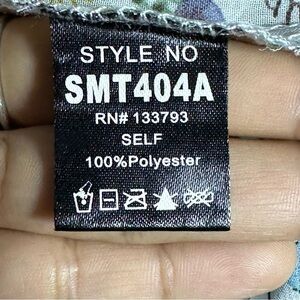 STYLE NO
SMT404A
RN# 133793
SELF
100%Polyester